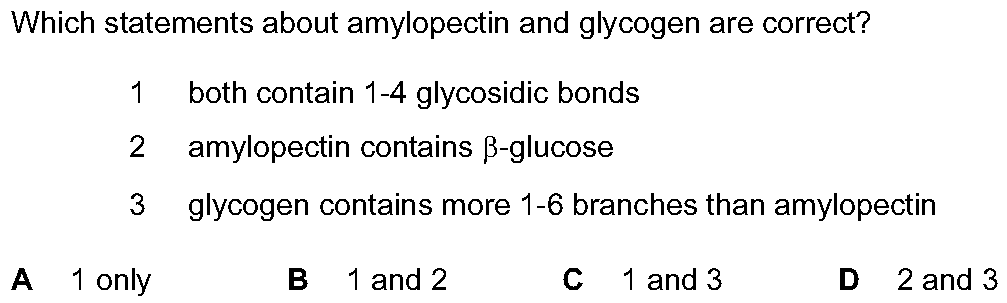 Which statements about amylopectin and glycogen are correct?
1 both contain 1-4 glycosidic bonds
2 amylopectin contains β-glucose
3 glycogen contains more 1-6 branches than amylopectin
A 1 only B 1 and 2 C 1 and 3 D 2 and 3